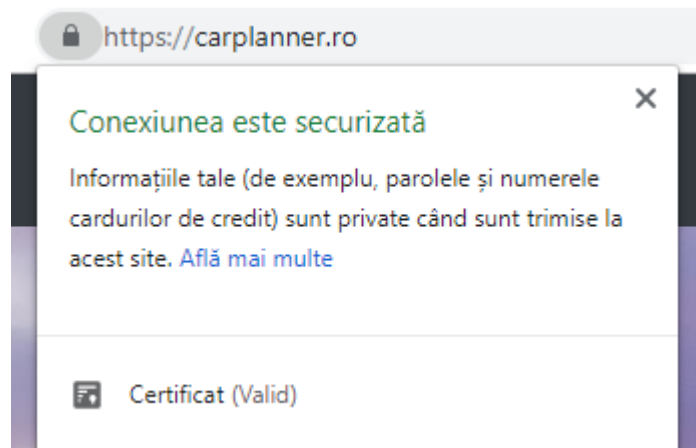 https://carplanner.ro
Conexiunea este securizată
Informațiile tale (de exemplu, parolele și numerele
cardurilor de credit) sunt private când sunt trimise la
acest site. Află mai multe
Certificat (Valid)